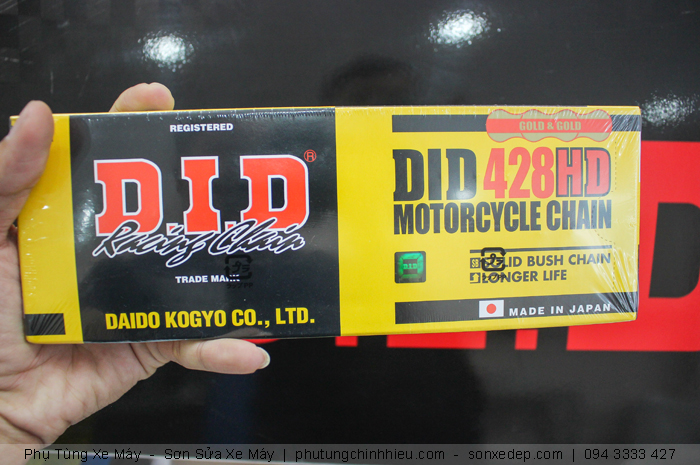 REGISTERED
D.I.D®
Racing Chain
TRADE MARK
DAIDO KOGYO CO., LTD.
GOLD & GOLD
DID 428HD
MOTORCYCLE CHAIN
D.I.D
SOLID BUSH CHAIN
LONGER LIFE
MADE IN JAPAN
Phụ Tùng Xe Máy - Sơn Sửa Xe Máy | phutungchinhhieu.com - sonxedep.com | 094 3333 427